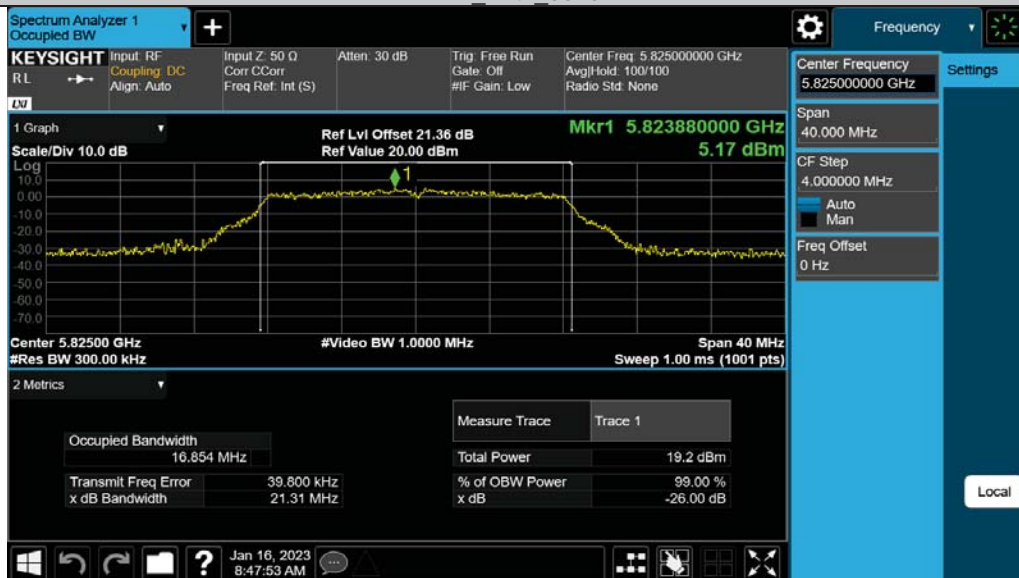 Spectrum Analyzer 1
Occupied BW
Frequency
KEYSIGHT
RL
LXI
Input: RF
Coupling: DC
Align: Auto
Input Z: 50 Ω
Corr CCorr
Freq Ref: Int (S)
Atten: 30 dB
Trig: Free Run
Gate: Off
#IF Gain: Low
Center Freq: 5.825000000 GHz
Avg|Hold: 100/100
Radio Std: None
Center Frequency
5.825000000 GHz
Settings
Span
40.000 MHz
CF Step
4.000000 MHz
Auto
Man
Freq Offset
0 Hz
Local
1 Graph
Scale/Div 10.0 dB
Ref Lvl Offset 21.36 dB
Ref Value 20.00 dBm
Mkr1 5.823880000 GHz
5.17 dBm
Log
10.0
0.00
-10.0
-20.0
-30.0
-40.0
-50.0
-60.0
-70.0
1
Center 5.82500 GHz
#Res BW 300.00 kHz
#Video BW 1.0000 MHz
Span 40 MHz
Sweep 1.00 ms (1001 pts)
2 Metrics
Measure Trace Trace 1
Occupied Bandwidth
16.854 MHz
Total Power 19.2 dBm
Transmit Freq Error 39.800 kHz
% of OBW Power 99.00 %
x dB Bandwidth 21.31 MHz
x dB -26.00 dB
Jan 16, 2023
8:47:53 AM